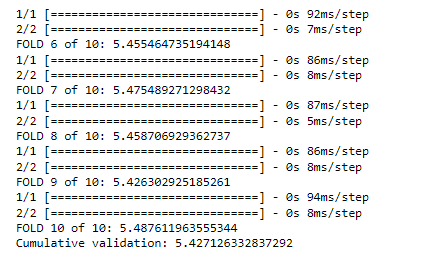 1/1 [==============================] - 0s 92ms/step
2/2 [==============================] - 0s 7ms/step
FOLD 6 of 10: 5.455464735194148
1/1 [==============================] - 0s 86ms/step
2/2 [==============================] - 0s 8ms/step
FOLD 7 of 10: 5.475489271298432
1/1 [==============================] - 0s 87ms/step
2/2 [==============================] - 0s 5ms/step
FOLD 8 of 10: 5.458706929362737
1/1 [==============================] - 0s 86ms/step
2/2 [==============================] - 0s 8ms/step
FOLD 9 of 10: 5.426302925185261
1/1 [==============================] - 0s 94ms/step
2/2 [==============================] - 0s 8ms/step
FOLD 10 of 10: 5.487611963555344
Cumulative validation: 5.427126332837292